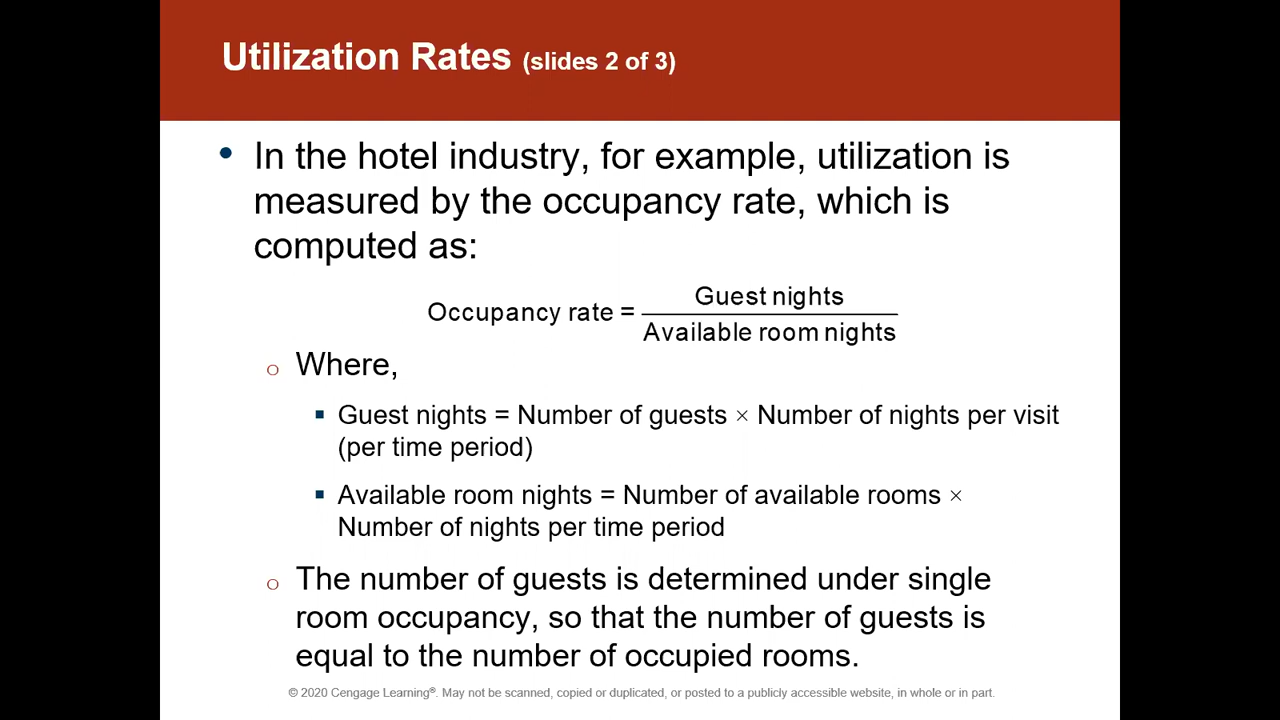 Utilization Rates (slides 2 of 3)
• In the hotel industry, for example, utilization is
measured by the occupancy rate, which is
computed as:
Occupancy rate = Guest nights / Available room nights
o Where,
▪ Guest nights = Number of guests × Number of nights per visit
(per time period)
▪ Available room nights = Number of available rooms ×
Number of nights per time period
o The number of guests is determined under single
room occupancy, so that the number of guests is
equal to the number of occupied rooms.
© 2020 Cengage Learning®. May not be scanned, copied or duplicated, or posted to a publicly accessible website, in whole or in part.